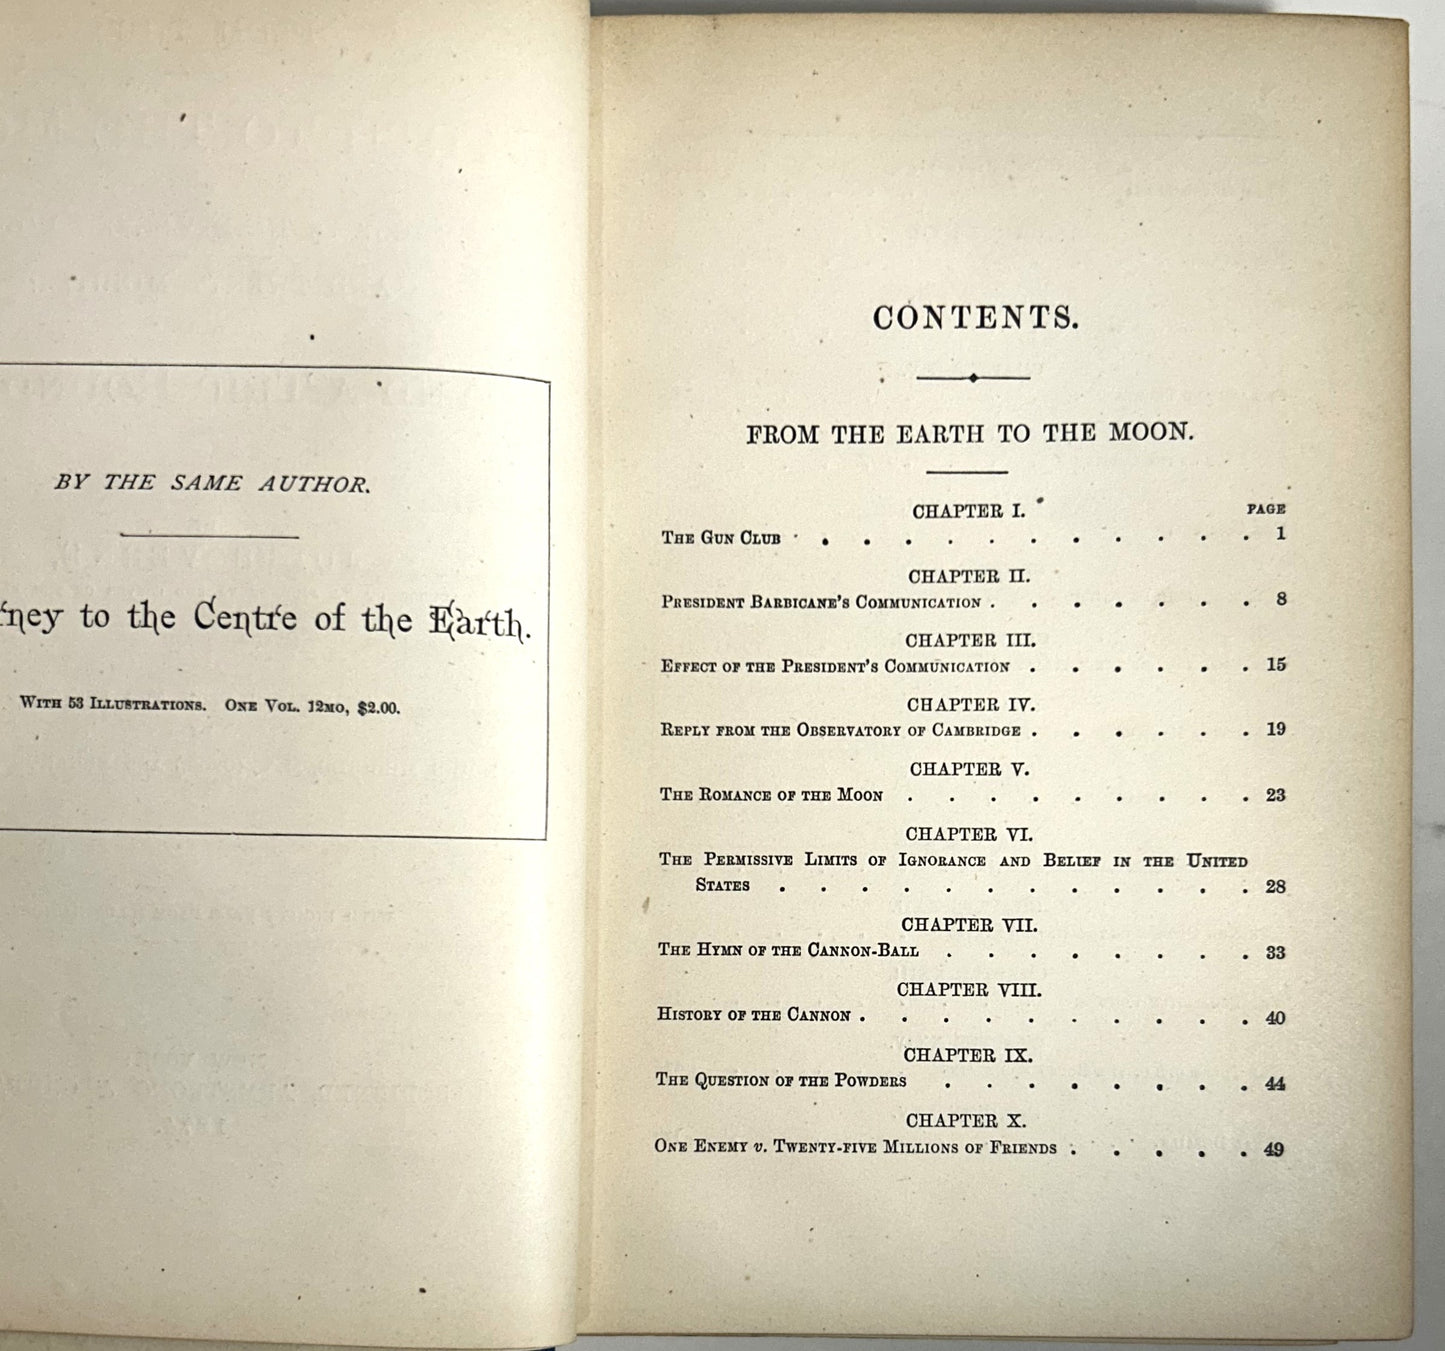 BY THE SAME AUTHOR.
to the Centre of the Earth.
WITH 53 ILLUSTRATIONS. ONE VOL. 12MO, $2.00.
CONTENTS.
FROM THE EARTH TO THE MOON.
CHAPTER I.
PAGE
THE GUN CLUB . . . . . . . . . . . . 1
CHAPTER II.
PRESIDENT BARBICANE'S COMMUNICATION . . . . . . . 8
CHAPTER III.
EFFECT OF THE PRESIDENT'S COMMUNICATION . . . . . . 15
CHAPTER IV.
REPLY FROM THE OBSERVATORY OF CAMBRIDGE . . . . . . 19
CHAPTER V.
THE ROMANCE OF THE MOON . . . . . . . . . 23
CHAPTER VI.
THE PERMISSIVE LIMITS OF IGNORANCE AND BELIEF IN THE UNITED
STATES . . . . . . . . . . . . 28
CHAPTER VII.
THE HYMN OF THE CANNON-BALL . . . . . . . . 33
CHAPTER VIII.
HISTORY OF THE CANNON . . . . . . . . . . 40
CHAPTER IX.
THE QUESTION OF THE POWDERS . . . . . . . . 44
CHAPTER X.
ONE ENEMY v. TWENTY-FIVE MILLIONS OF FRIENDS . . . . . 49